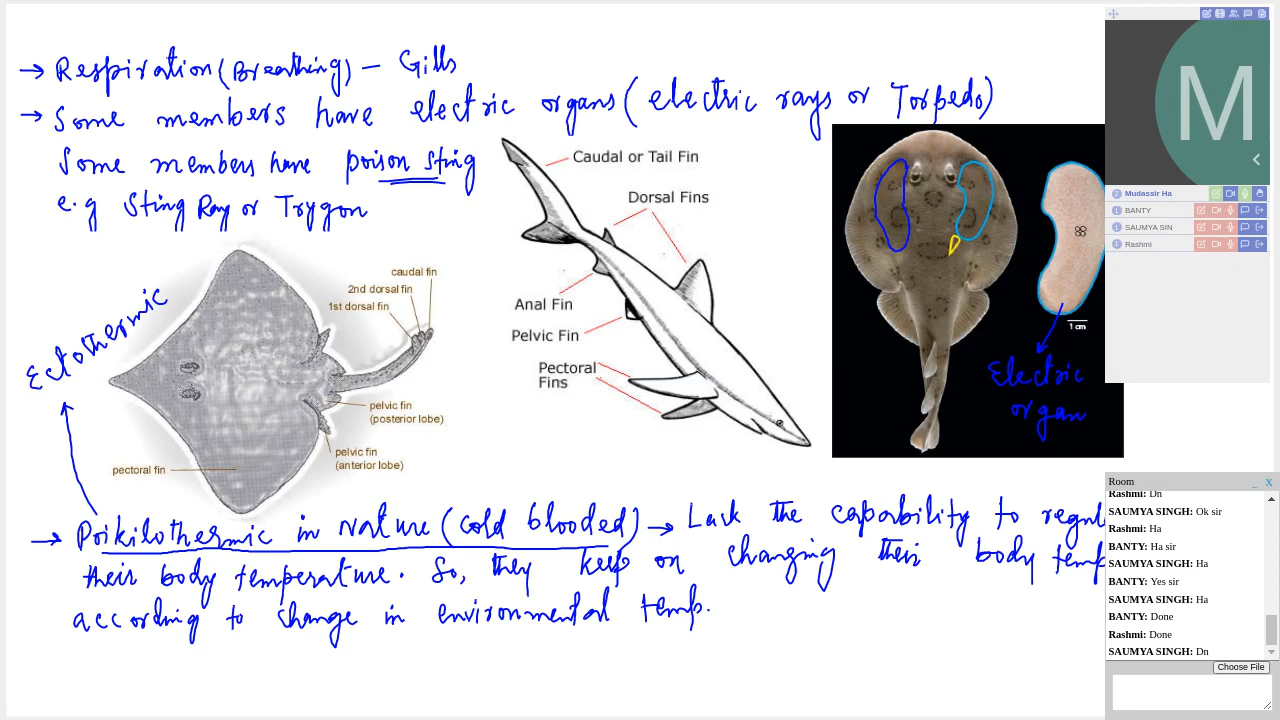 → Respiration (Breathing) – Gills
→ Some members have electric organs (electric rays or Torpedo)
Some members have poison sting
e.g Sting Ray or Trygon
Caudal or Tail Fin
Dorsal Fins
Anal Fin
Pelvic Fin
Pectoral
Fins
caudal fin
2nd dorsal fin
1st dorsal fin
pelvic fin
(posterior lobe)
pelvic fin
(anterior lobe)
pectoral fin
Ectothermic
1 cm
Electric
organ
→ Poikilothermic in Nature (cold blooded) → Lack the capability to regul
their body temperature. So, they keep on changing their body temp
according to change in environmental temp.
M
Mudassir Ha
BANTY
SAUMYA SIN
Rashmi
Room
_ X
Rashmi: Dn
SAUMYA SINGH: Ok sir
Rashmi: Ha
BANTY: Ha sir
SAUMYA SINGH: Ha
BANTY: Yes sir
SAUMYA SINGH: Ha
BANTY: Done
Rashmi: Done
SAUMYA SINGH: Dn
Choose File